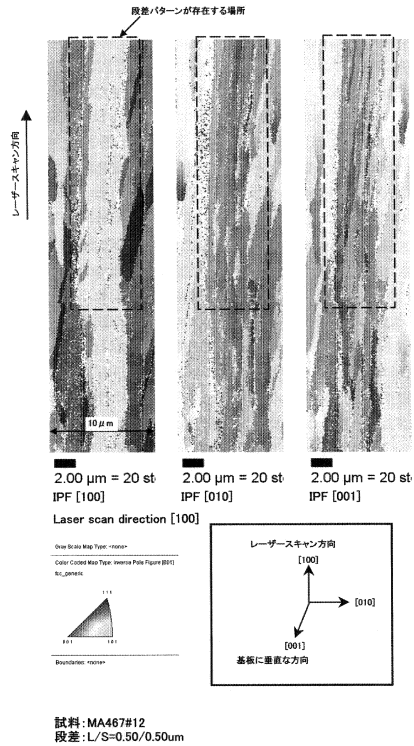 段差パターンが存在する場所
レーザースキャン方向
10μm
2.00 µm = 20 st
2.00 µm = 20 st
2.00 µm = 20 st
IPF [100]
IPF [010]
IPF [001]
Laser scan direction [100]
Gray Scale Map Type: <none>
Color Coded Map Type: Inverse Pole Figure [001]
fcc_generic
111
001
101
Boundaries: <none>
レーザースキャン方向
[100]
[010]
[001]
基板に垂直な方向
試料:MA467#12
段差:L/S=0.50/0.50um